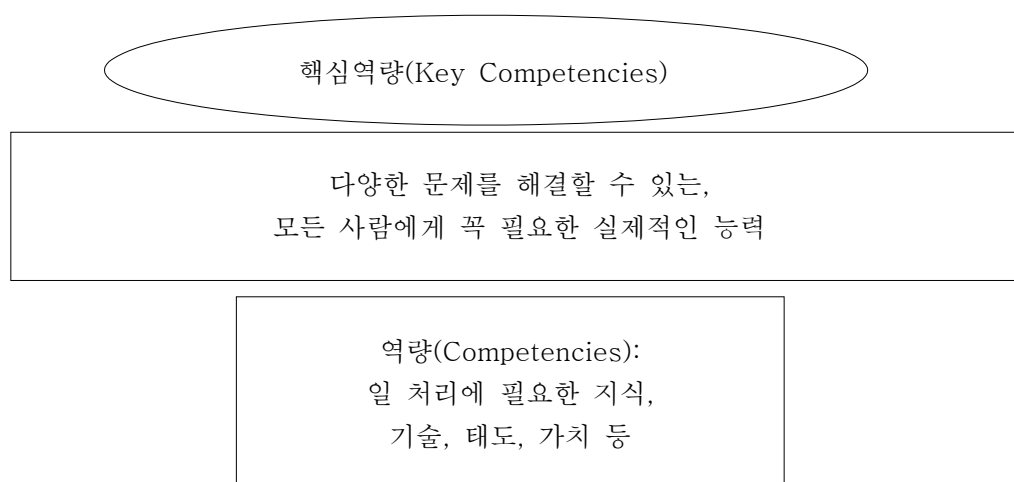 핵심역량(Key Competencies)
다양한 문제를 해결할 수 있는,
모든 사람에게 꼭 필요한 실제적인 능력
역량(Competencies):
일 처리에 필요한 지식,
기술, 태도, 가치 등